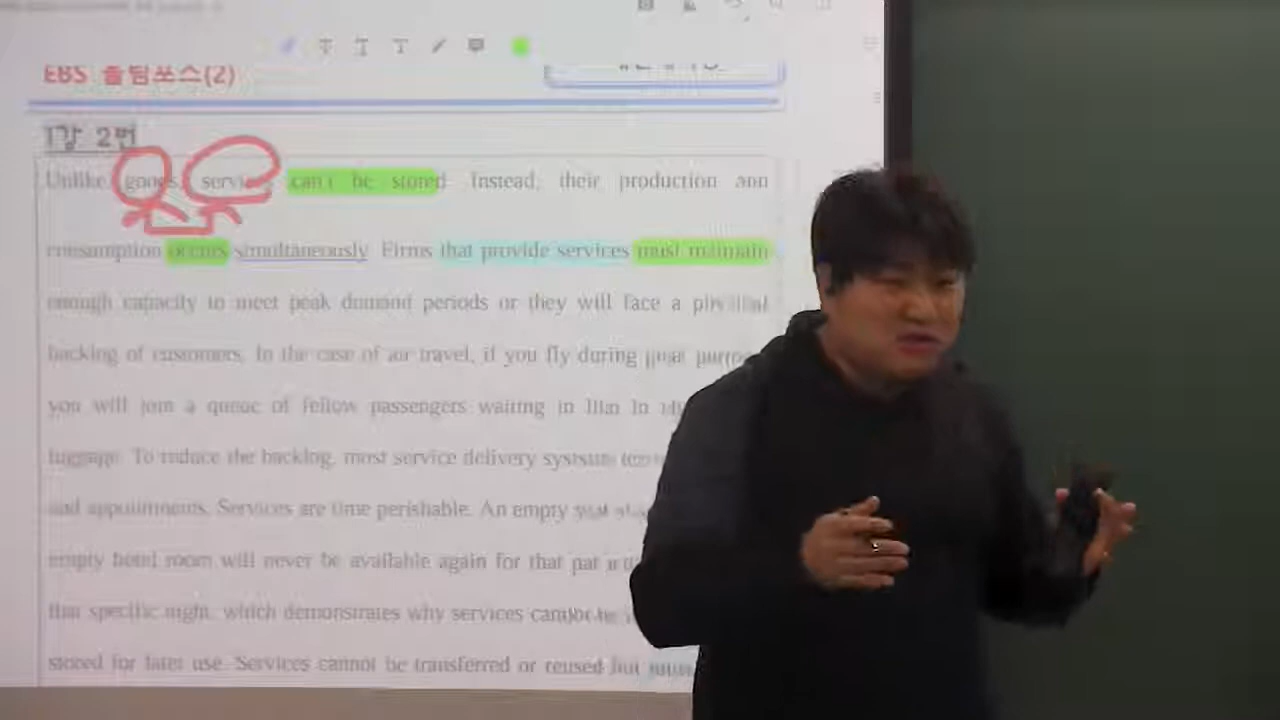 EBS 올림포스(2)
1강 2번
Unlike goods, services can't be stored. Instead, their production and
consumption occurs simultaneously. Firms that provide services must maintain
enough capacity to meet peak demand periods or they will face a
backlog of customers. In the case of air travel, if you fly during
you will join a queue of fellow passengers waiting in
luggage. To reduce the backlog, most service delivery systems
and appointments. Services are time perishable. An empty seat
empty hotel room will never be available again for that
that specific night, which demonstrates why services cannot be
stored for later use. Services cannot be transferred or reused but